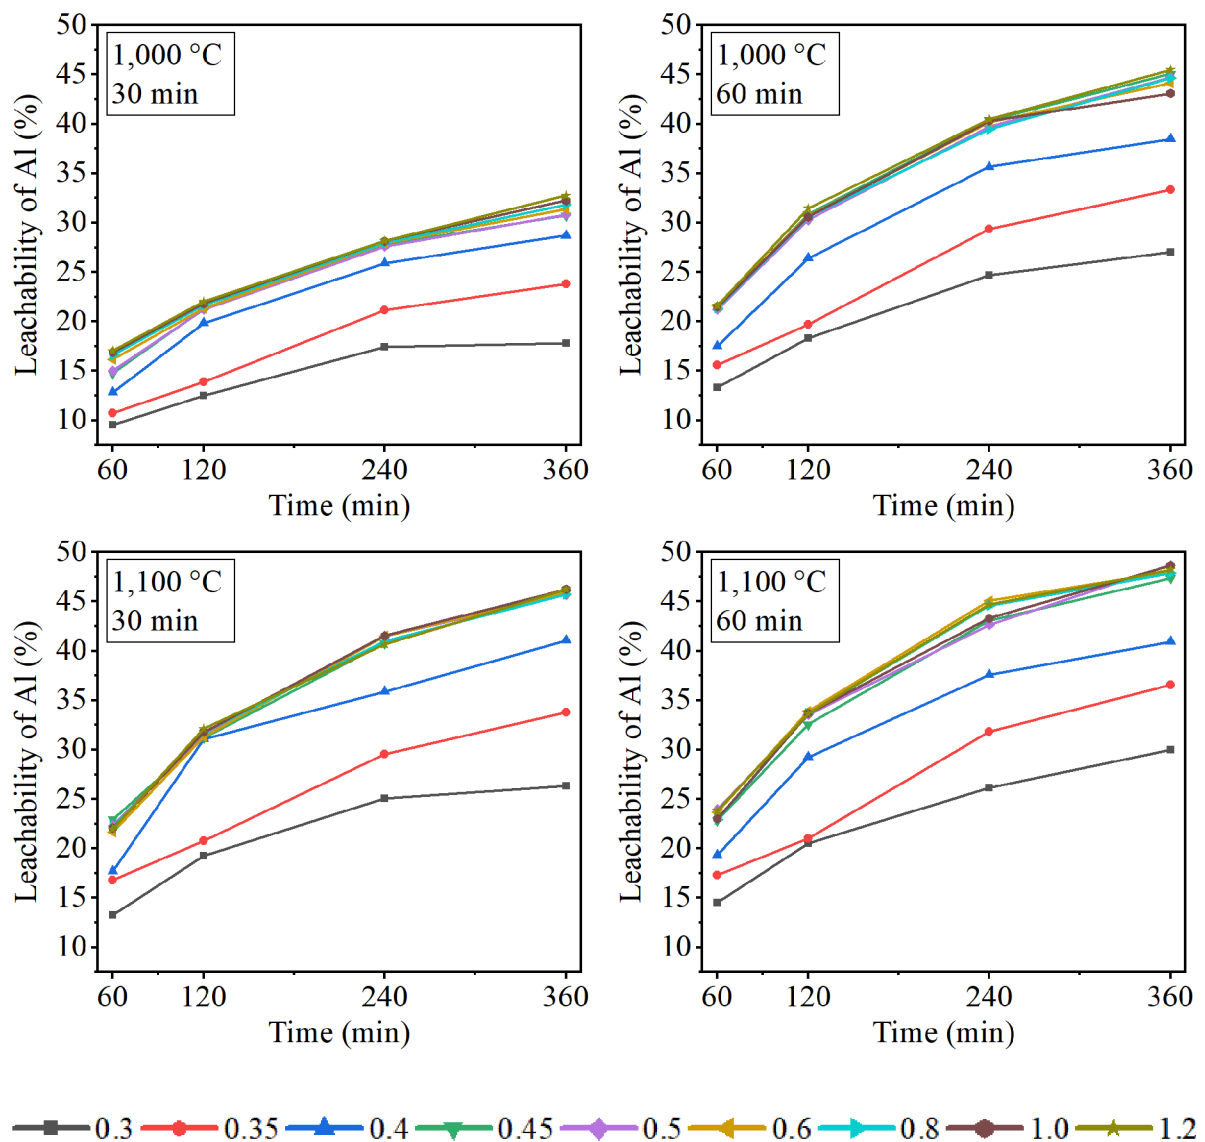 1,000 °C
30 min
Leachability of Al (%)
50
45
40
35
30
25
20
15
10
60 120 240 360
Time (min)
1,000 °C
60 min
Leachability of Al (%)
50
45
40
35
30
25
20
15
10
60 120 240 360
Time (min)
1,100 °C
30 min
Leachability of Al (%)
50
45
40
35
30
25
20
15
10
60 120 240 360
Time (min)
1,100 °C
60 min
Leachability of Al (%)
50
45
40
35
30
25
20
15
10
60 120 240 360
Time (min)
0.3 0.35 0.4 0.45 0.5 0.6 0.8 1.0 1.2